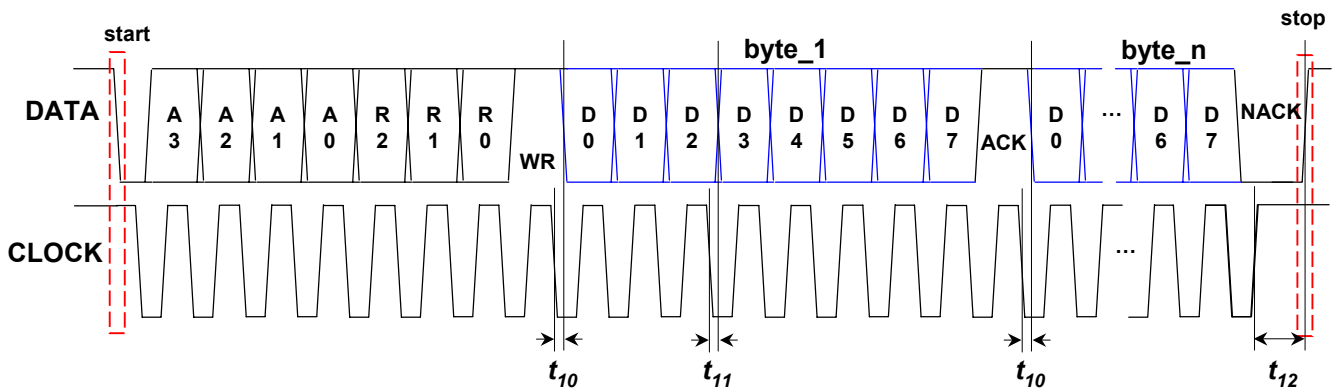 start
stop
byte_1
byte_n
DATA
A A A A R R R
3 2 1 0 2 1 0
WR
D D D D D D D D
0 1 2 3 4 5 6 7
ACK
D ... D D
0 6 7
NACK
CLOCK
...
t10 t11 t10 t12